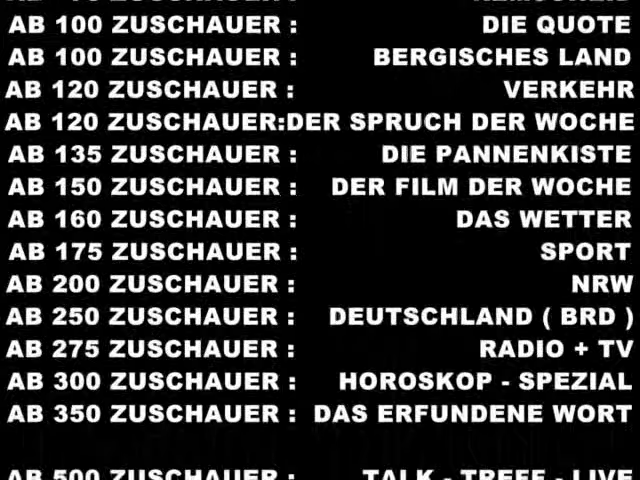 AB 100 ZUSCHAUER : DIE QUOTE
AB 100 ZUSCHAUER : BERGISCHES LAND
AB 120 ZUSCHAUER : VERKEHR
AB 120 ZUSCHAUER:DER SPRUCH DER WOCHE
AB 135 ZUSCHAUER : DIE PANNENKISTE
AB 150 ZUSCHAUER : DER FILM DER WOCHE
AB 160 ZUSCHAUER : DAS WETTER
AB 175 ZUSCHAUER : SPORT
AB 200 ZUSCHAUER : NRW
AB 250 ZUSCHAUER : DEUTSCHLAND ( BRD )
AB 275 ZUSCHAUER : RADIO + TV
AB 300 ZUSCHAUER : HOROSKOP - SPEZIAL
AB 350 ZUSCHAUER : DAS ERFUNDENE WORT
AB 500 ZUSCHAUER : TALK - TREFF - LIVE